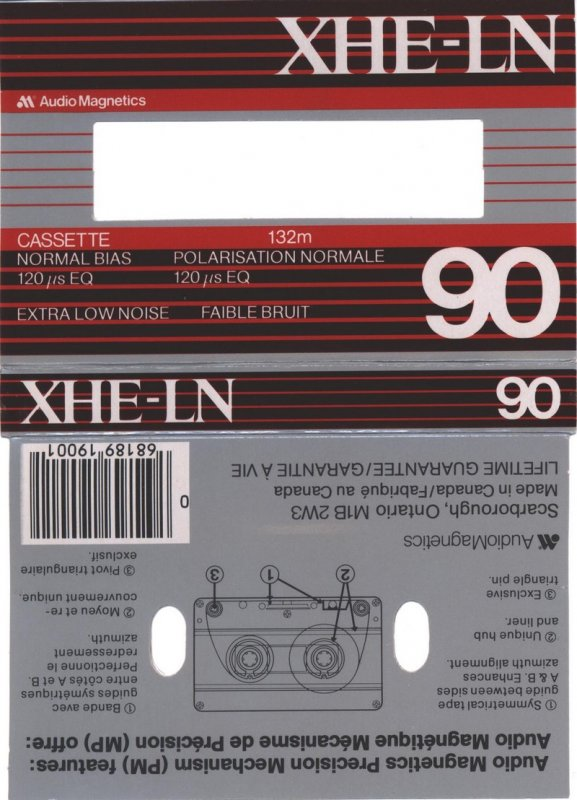 XHE-LN
Audio Magnetics
CASSETTE 132m
NORMAL BIAS POLARISATION NORMALE
120 µs EQ 120 µs EQ
EXTRA LOW NOISE FAIBLE BRUIT
90
XHE-LN 90
Audio Magnetics Precision Mechanism (PM) features:
Audio Magnétique Mécanisme de Précision (MP) offre:
① Symmetrical tape
guide between sides
A & B. Enhances
azimuth alignment.
② Unique hub
and liner.
③ Exclusive
triangle pin.
② ① ③
① Bande avec
guides symétriques
entre côtés A et B.
Perfectionne le
redressement
azimuth.
② Moyeu et re-
couvrement unique.
③ Pivot triangulaire
exclusif.
AudioMagnetics
Scarborough, Ontario M1B 2W3
Made in Canada/Fabriqué au Canada
LIFETIME GUARANTEE/GARANTIE À VIE
0 68189 19001